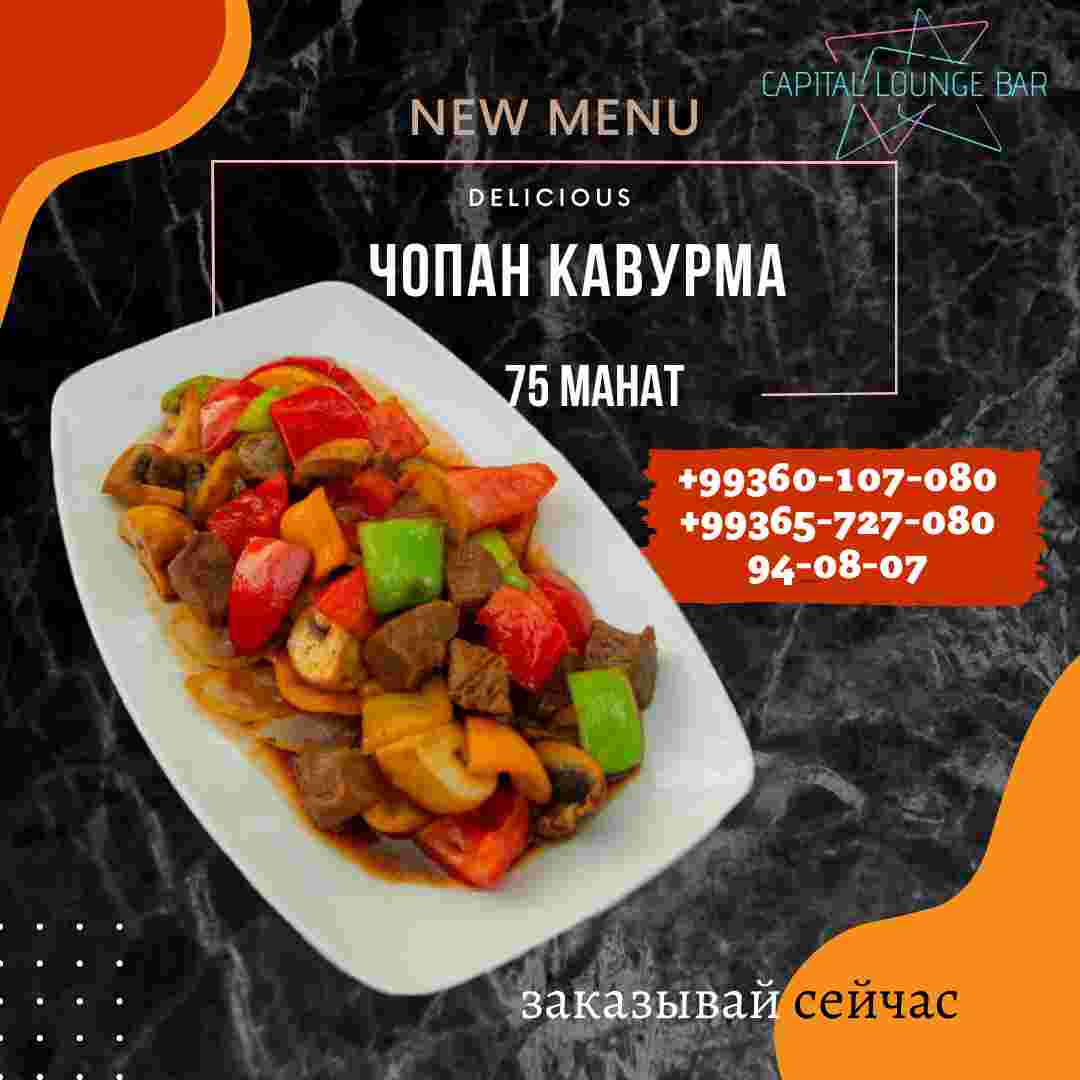 CAPITAL LOUNGE BAR
NEW MENU
DELICIOUS
ЧОПАН КАВУРМА
75 МАНАТ
+99360-107-080
+99365-727-080
94-08-07
заказывай сейчас